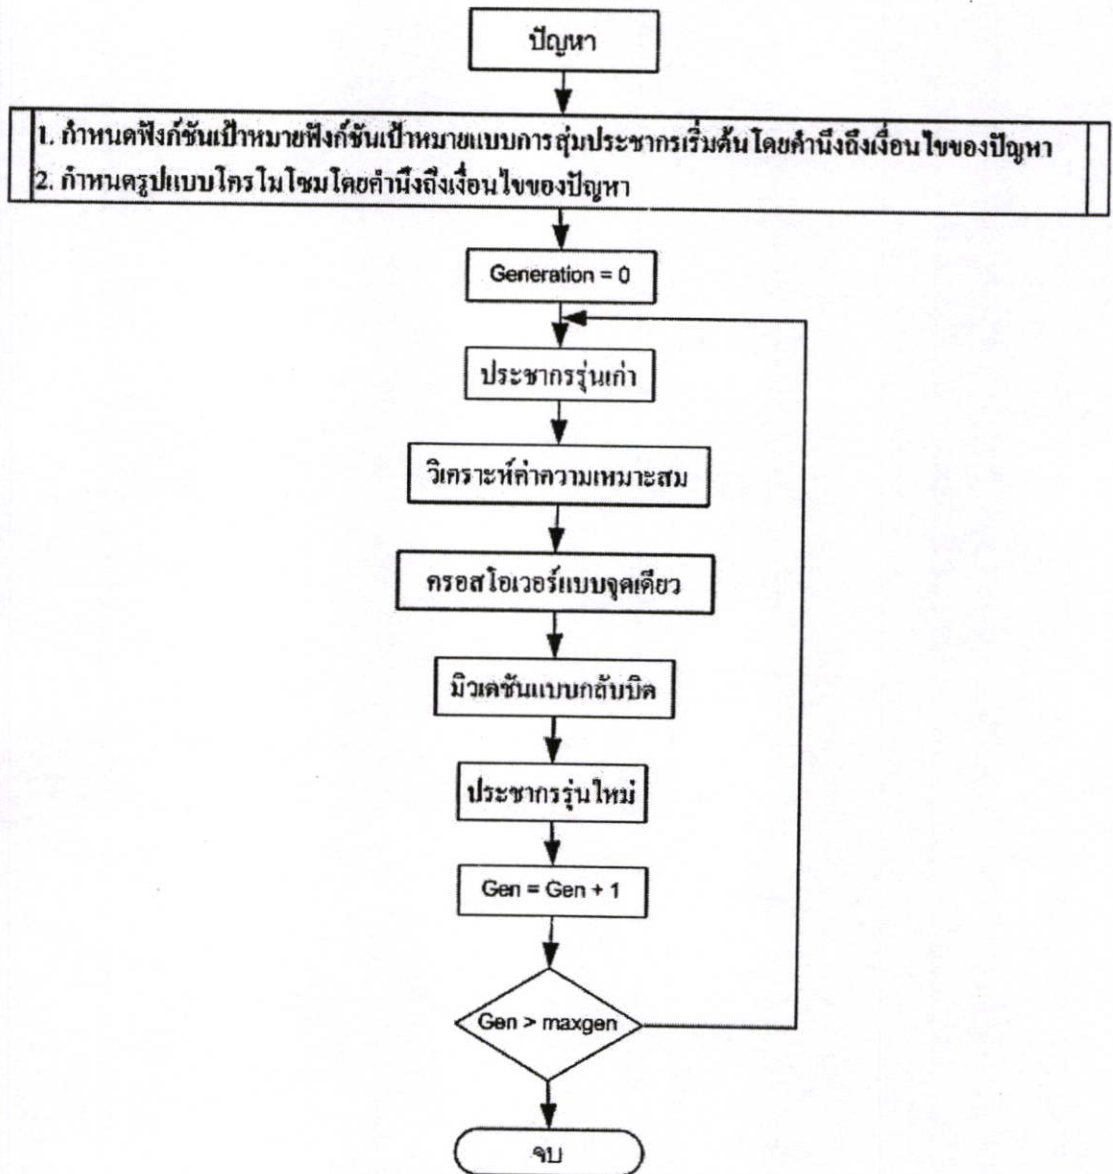 ปัญหา
1. กำหนดฟังก์ชันเป้าหมายฟังก์ชันเป้าหมายแบบการสุ่มประชากรเริ่มต้นโดยคำนึงถึงเงื่อนไขของปัญหา
2. กำหนดรูปแบบโครโมโซมโดยคำนึงถึงเงื่อนไขของปัญหา
Generation = 0
ประชากรรุ่นเก่า
วิเคราะห์ค่าความเหมาะสม
ครอสโอเวอร์แบบจุดเดียว
มิวเตชันแบบกลับบิต
ประชากรรุ่นใหม่
Gen = Gen + 1
Gen > maxgen
จบ